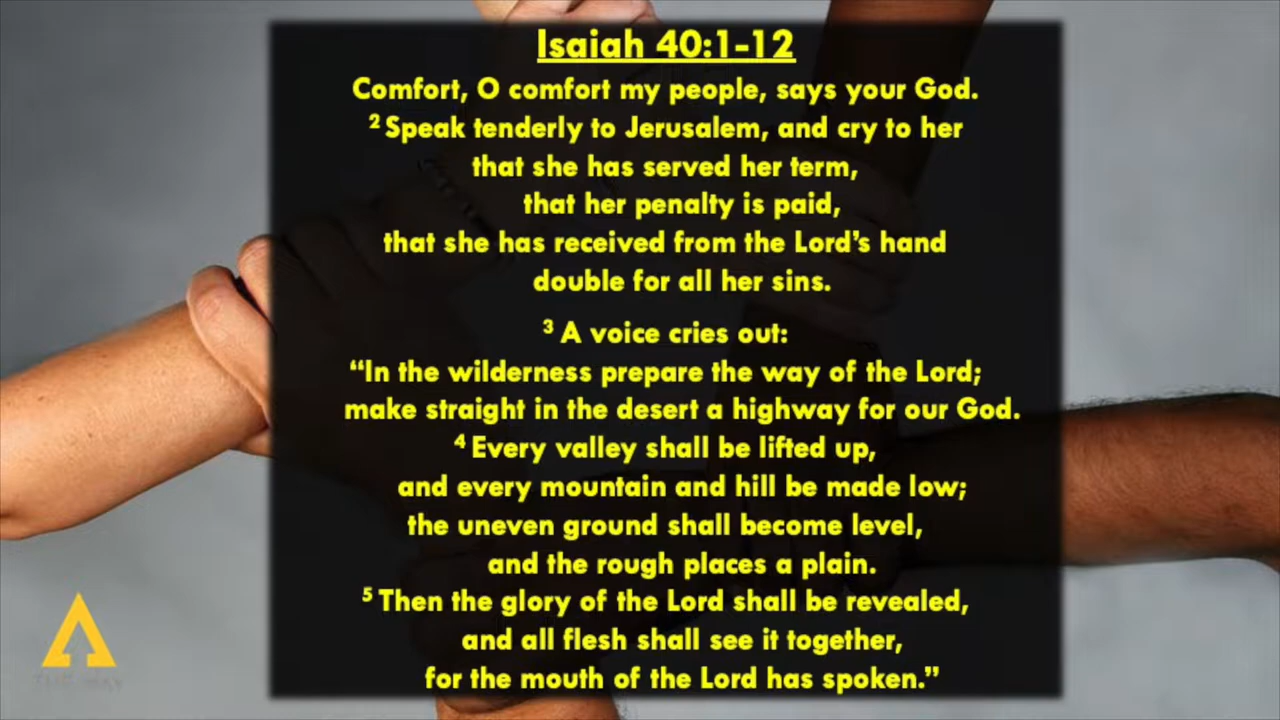 Isaiah 40:1-12
Comfort, O comfort my people, says your God.
2 Speak tenderly to Jerusalem, and cry to her
that she has served her term,
that her penalty is paid,
that she has received from the Lord’s hand
double for all her sins.
3 A voice cries out:
“In the wilderness prepare the way of the Lord;
make straight in the desert a highway for our God.
4 Every valley shall be lifted up,
and every mountain and hill be made low;
the uneven ground shall become level,
and the rough places a plain.
5 Then the glory of the Lord shall be revealed,
and all flesh shall see it together,
for the mouth of the Lord has spoken.”